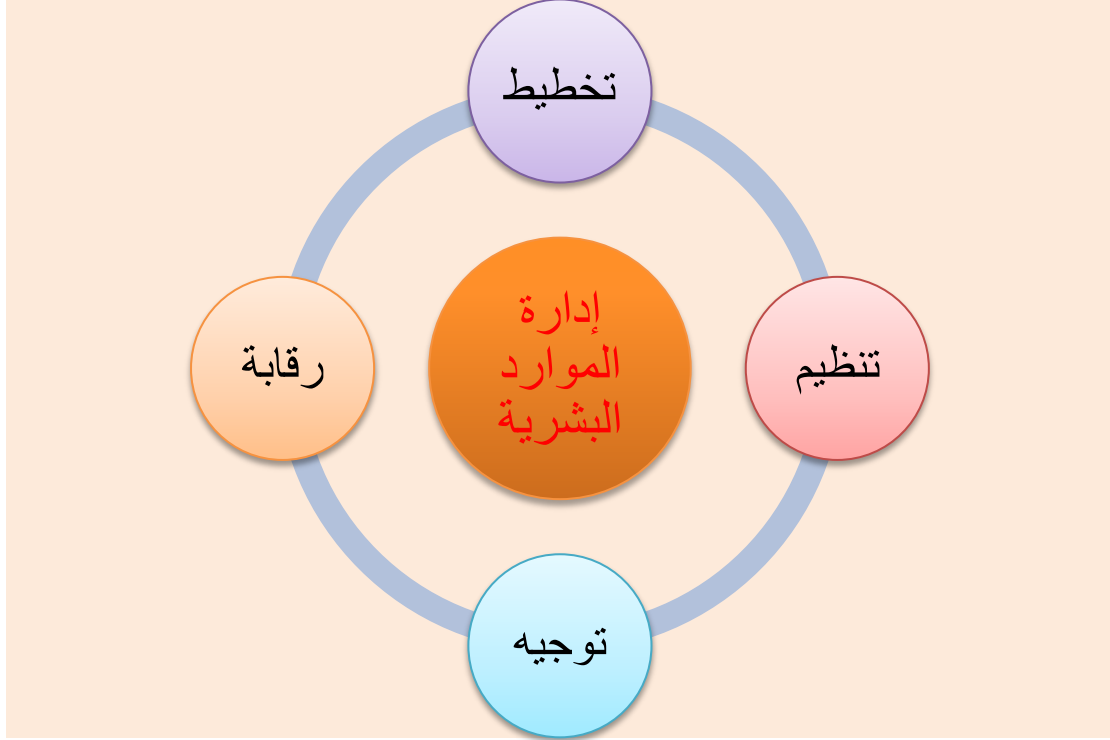 تخطيط
إدارة
الموارد
البشرية
تنظيم
رقابة
توجيه